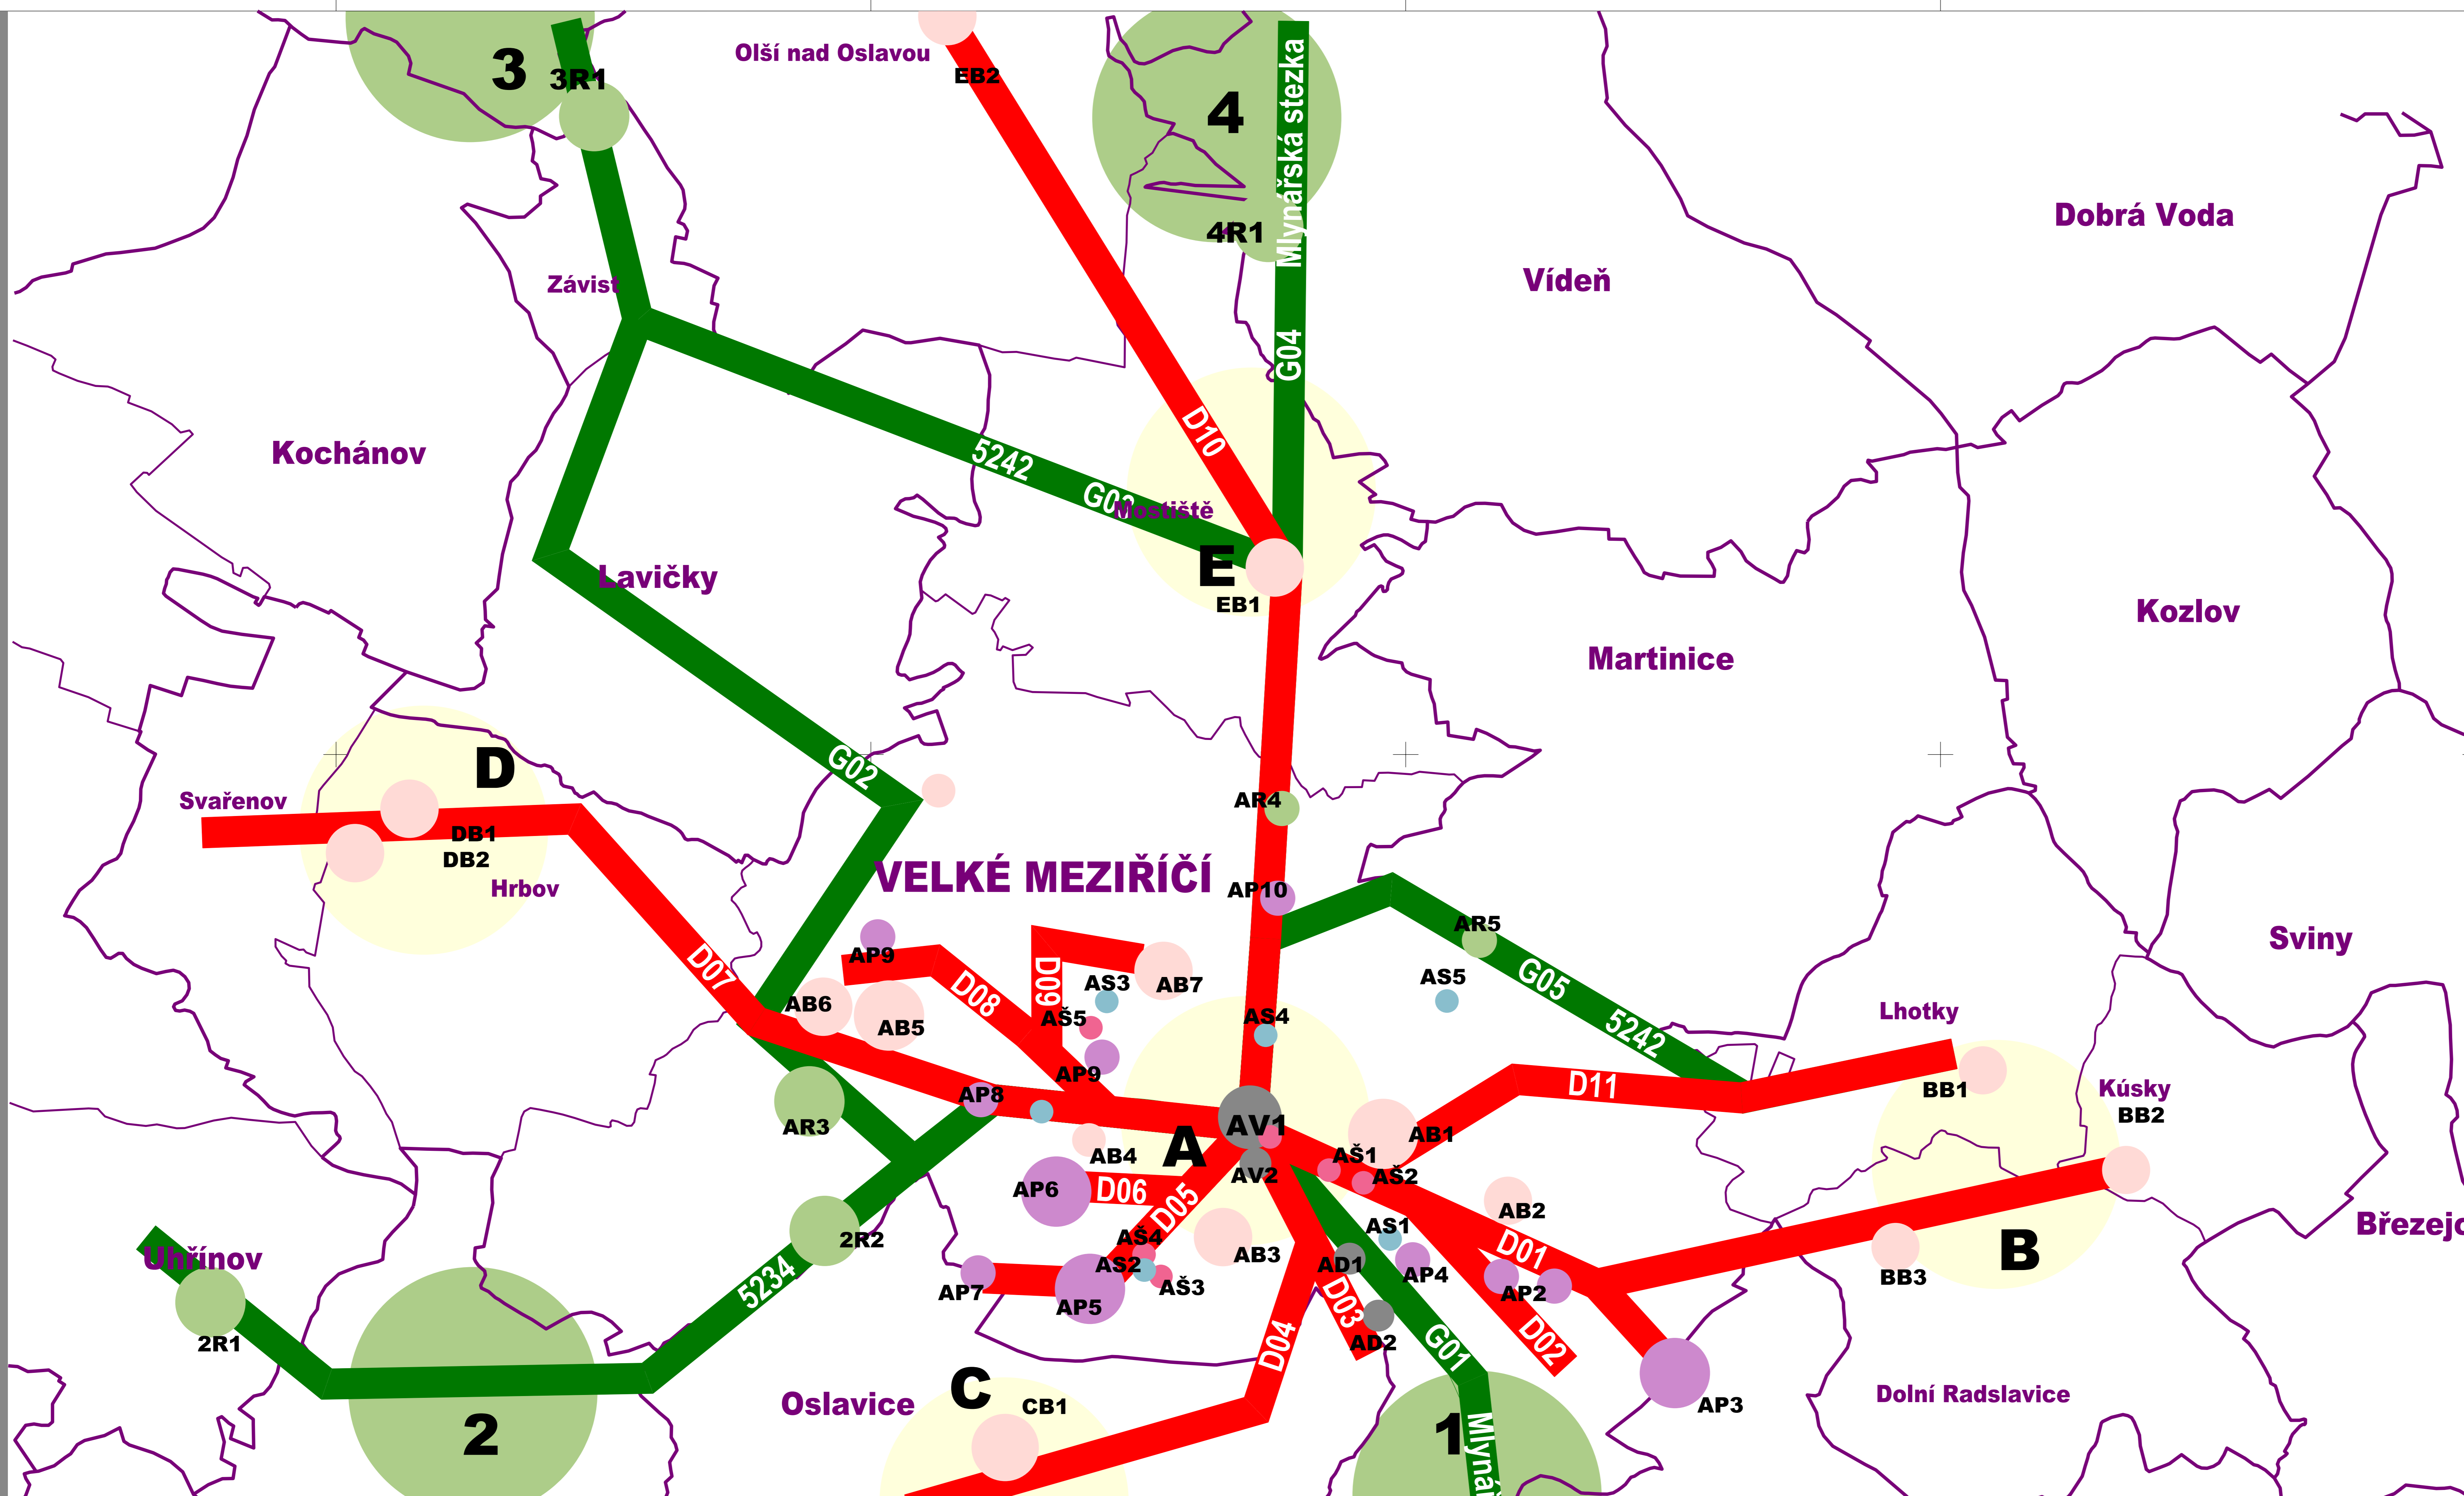 3
3R1
Olší nad Oslavou
EB2
4
Mlynářská stezka
4R1
Dobrá Voda
Vídeň
Závist
G04
D10
Kochánov
5242
Mostiště
E
EB1
Lavičky
Kozlov
Martinice
G02
D
Svařenov
DB1
DB2
Hrbov
AR4
VELKÉ MEZIŘÍČÍ
AP10
AR5
Sviny
AP9
D07
D08
D09
AS3
AB7
AS5
G05
AB6
AB5
AŠ5
AS4
Lhotky
5242
AP9
D11
BB1
Kúsky
BB2
AP8
AR3
AV1
AB1
A
AB4
AŠ1
AV2
AŠ2
AP6
D06
D05
AB2
AS1
Březejc
2R2
AŠ4
AB3
D01
B
Uhřínov
AS2
AD1
AP4
AŠ3
BB3
5234
AP7
AP5
AP2
D03
2R1
AD2
D04
G01
D02
C
CB1
Oslavice
Dolní Radslavice
AP3
2
1
Mlynář